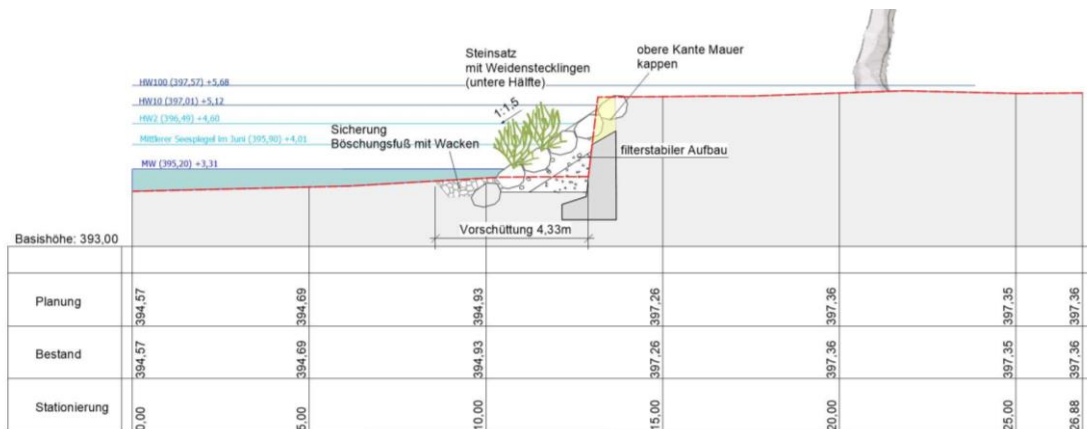 Steinsatz
mit Weidenstecklingen
(untere Hälfte)
obere Kante Mauer
kappen
HW100 (397,57) +5,68
HW10 (397,01) +5,12
HW2 (396,49) +4,60
Mittlerer Seespiegel im Juni (395,90) +4,01
MW (395,20) +3,31
1:1,5
Sicherung
Böschungsfuß mit Wacken
filterstabiler Aufbau
Vorschüttung 4,33m
Basishöhe: 393,00
Planung 394,57 394,69 394,93 397,26 397,36 397,35 397,36
Bestand 394,57 394,69 394,93 397,26 397,36 397,35 397,36
Stationierung 0,00 5,00 10,00 15,00 20,00 25,00 26,88